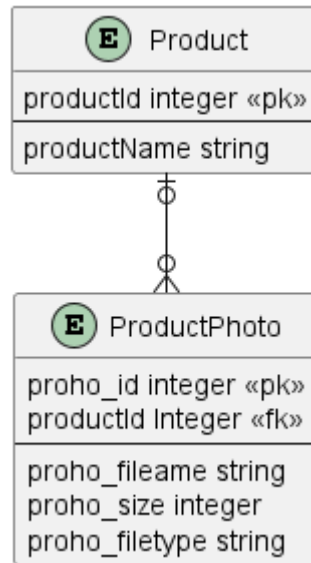 E Product
productId integer «pk»
productName string
E ProductPhoto
proho_id integer «pk»
productId Integer «fk»
proho_fileame string
proho_size integer
proho_filetype string